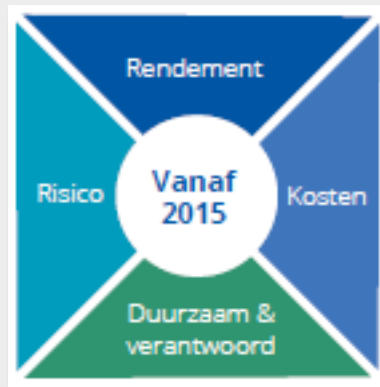 Rendement
Risico
Vanaf
2015
Kosten
Duurzaam &
verantwoord